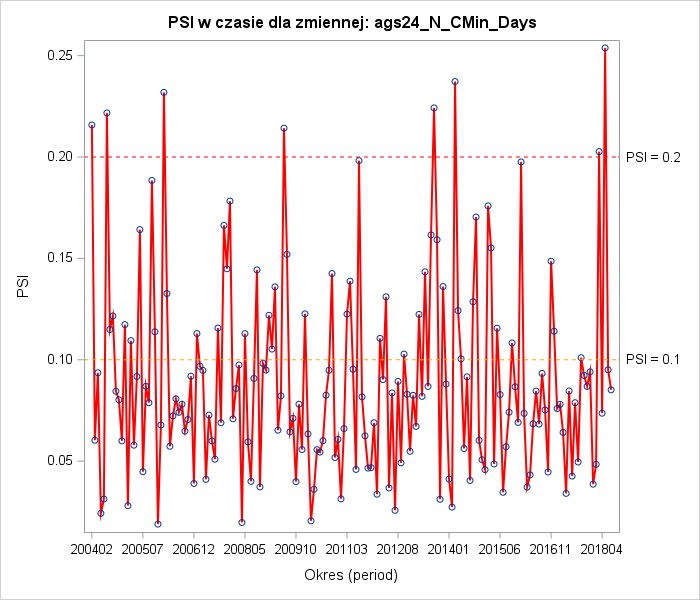 PSI w czasie dla zmiennej: ags24_N_CMin_Days
0.25
0.20
PSI = 0.2
0.15
PSI
0.10
PSI = 0.1
0.05
200402 200507 200612 200805 200910 201103 201208 201401 201506 201611 201804
Okres (period)